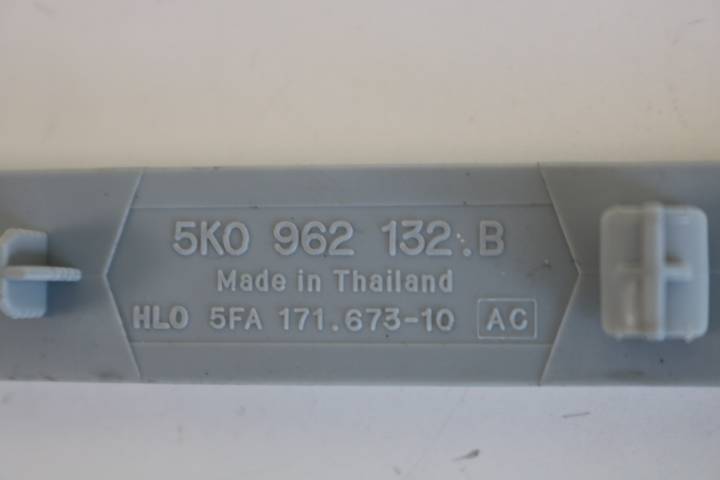 5K0 962 132 B
Made in Thailand
HLO 5FA 171.673-10 AC